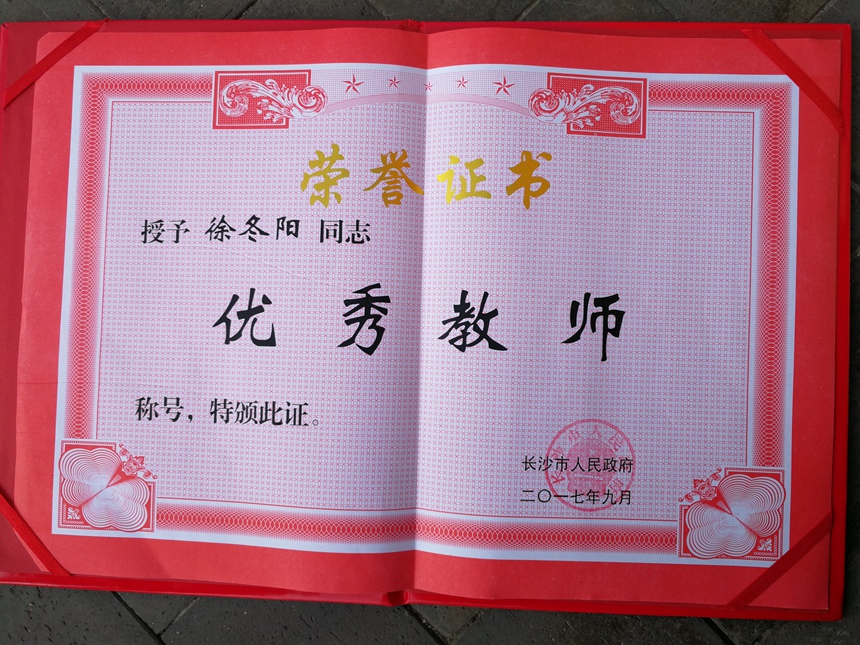 荣誉证书
授予 徐冬阳 同志
优秀教师
称号，特颁此证。
长沙市人民政府
二〇一七年九月